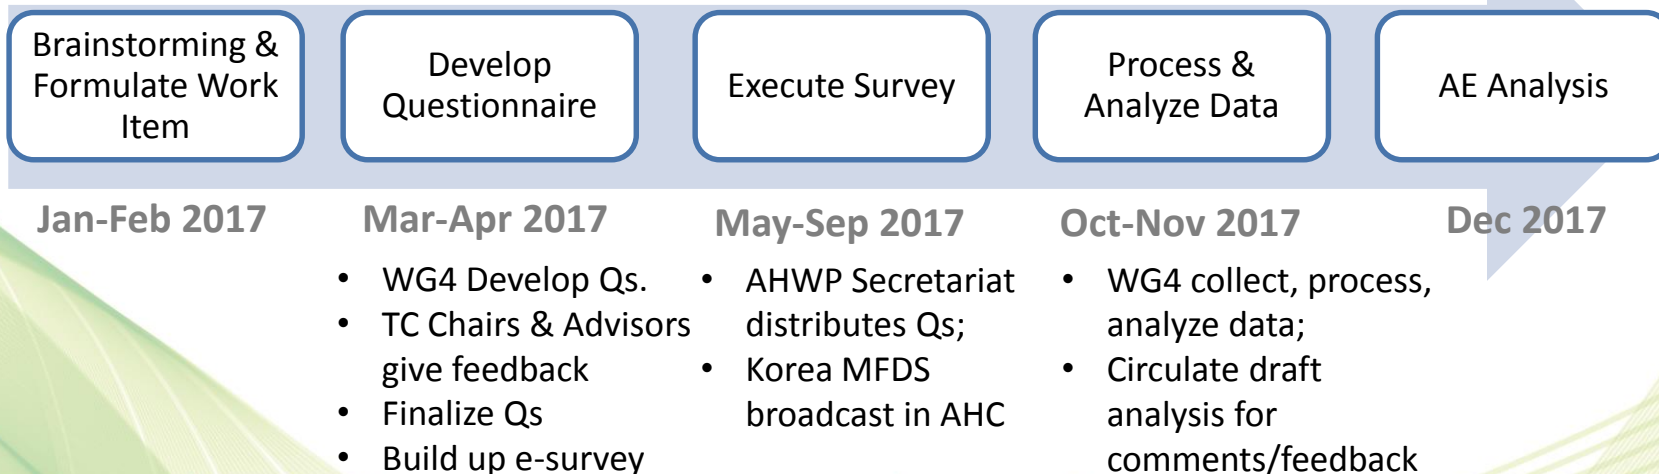 Brainstorming &
Formulate Work
Item
Develop
Questionnaire
Execute Survey
Process &
Analyze Data
AE Analysis
Jan-Feb 2017
Mar-Apr 2017
May-Sep 2017
Oct-Nov 2017
Dec 2017
• WG4 Develop Qs.
• TC Chairs & Advisors
give feedback
• Finalize Qs
• Build up e-survey
• AHWP Secretariat
distributes Qs;
• Korea MFDS
broadcast in AHC
• WG4 collect, process,
analyze data;
• Circulate draft
analysis for
comments/feedback